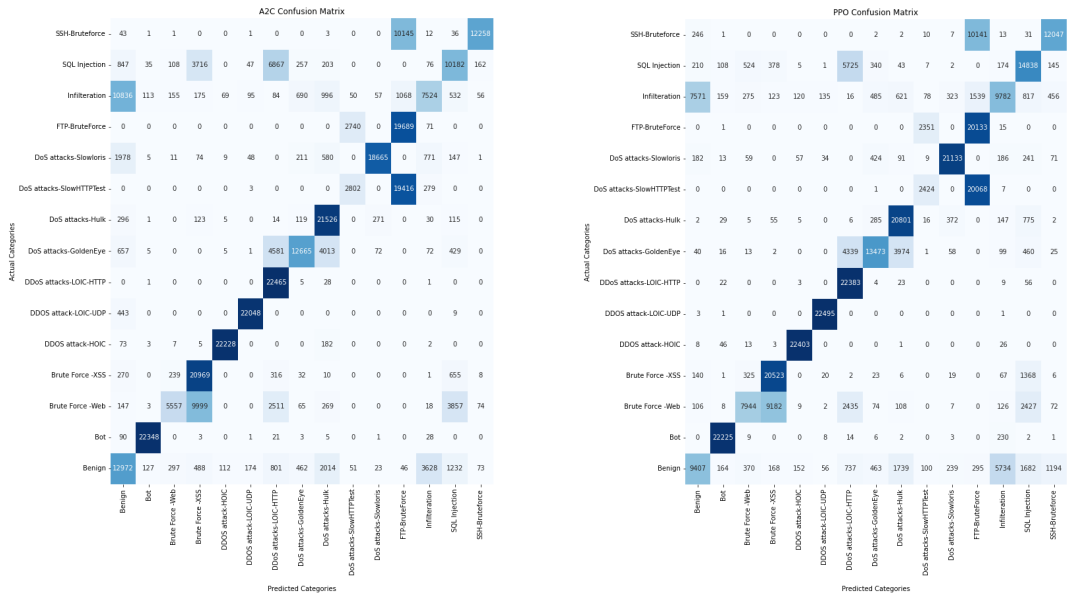 A2C Confusion Matrix
SSH-Bruteforce - 43 1 1 0 0 1 0 0 3 0 0 10145 12 36 12258
SQL Injection - 847 35 108 3716 0 47 6867 257 203 0 0 0 76 10182 162
Infilteration - 10836 113 155 175 69 95 84 690 996 50 57 1068 7524 532 56
FTP-BruteForce - 0 0 0 0 0 0 0 0 0 2740 0 19689 71 0 0
DoS attacks-Slowloris - 1978 5 11 74 9 48 0 211 580 0 18665 0 771 147 1
DoS attacks-SlowHTTPTest - 0 0 0 0 0 3 0 0 0 2802 0 19416 279 0 0
DoS attacks-Hulk - 296 1 0 123 5 0 14 119 21526 0 271 0 30 115 0
DoS attacks-GoldenEye - 657 5 0 0 5 1 4581 12665 4013 0 72 0 72 429 0
DDoS attacks-LOIC-HTTP - 0 1 0 0 0 0 22465 5 28 0 0 0 1 0 0
DDOS attack-LOIC-UDP - 443 0 0 0 0 22048 0 0 0 0 0 0 0 9 0
DDOS attack-HOIC - 73 3 7 5 22228 0 0 0 182 0 0 0 2 0 0
Brute Force -XSS - 270 0 239 20969 0 0 316 32 10 0 0 0 1 655 8
Brute Force -Web - 147 3 5557 9999 0 0 2511 65 269 0 0 0 18 3857 74
Bot - 90 22348 0 3 0 1 21 3 5 0 1 0 28 0 0
Benign - 12972 127 297 488 112 174 801 462 2014 51 23 46 3628 1232 73
Actual Categories
Benign
Bot
Brute Force -Web
Brute Force -XSS
DDOS attack-HOIC
DDOS attack-LOIC-UDP
DDoS attacks-LOIC-HTTP
DoS attacks-GoldenEye
DoS attacks-Hulk
DoS attacks-SlowHTTPTest
DoS attacks-Slowloris
FTP-BruteForce
Infilteration
SQL Injection
SSH-Bruteforce
Predicted Categories
PPO Confusion Matrix
SSH-Bruteforce - 246 1 0 0 0 0 0 2 2 10 7 10141 13 31 12047
SQL Injection - 210 108 524 378 5 1 5725 340 43 7 2 0 174 14838 145
Infilteration - 7571 159 275 123 120 135 16 485 621 78 323 1539 9782 817 456
FTP-BruteForce - 0 1 0 0 0 0 0 0 0 2351 0 20133 15 0 0
DoS attacks-Slowloris - 182 13 59 0 57 34 0 424 91 9 21133 0 186 241 71
DoS attacks-SlowHTTPTest - 0 0 0 0 0 0 0 1 0 2424 0 20068 7 0 0
DoS attacks-Hulk - 2 29 5 55 5 0 6 285 20801 16 372 0 147 775 2
DoS attacks-GoldenEye - 40 16 13 2 0 0 4339 13473 3974 1 58 0 99 460 25
DDoS attacks-LOIC-HTTP - 0 22 0 0 3 0 22383 4 23 0 0 0 9 56 0
DDOS attack-LOIC-UDP - 3 1 0 0 0 22495 0 0 0 0 0 0 1 0 0
DDOS attack-HOIC - 8 46 13 3 22403 0 0 0 1 0 0 0 26 0 0
Brute Force -XSS - 140 1 325 20523 0 20 2 23 6 0 19 0 67 1368 6
Brute Force -Web - 106 8 7944 9182 9 2 2435 74 108 0 7 0 126 2427 72
Bot - 0 22225 9 0 0 8 14 6 2 0 3 0 230 2 1
Benign - 9407 164 370 168 152 56 737 463 1739 100 239 295 5734 1682 1194
Actual Categories
Benign
Bot
Brute Force -Web
Brute Force -XSS
DDOS attack-HOIC
DDOS attack-LOIC-UDP
DDoS attacks-LOIC-HTTP
DoS attacks-GoldenEye
DoS attacks-Hulk
DoS attacks-SlowHTTPTest
DoS attacks-Slowloris
FTP-BruteForce
Infilteration
SQL Injection
SSH-Bruteforce
Predicted Categories